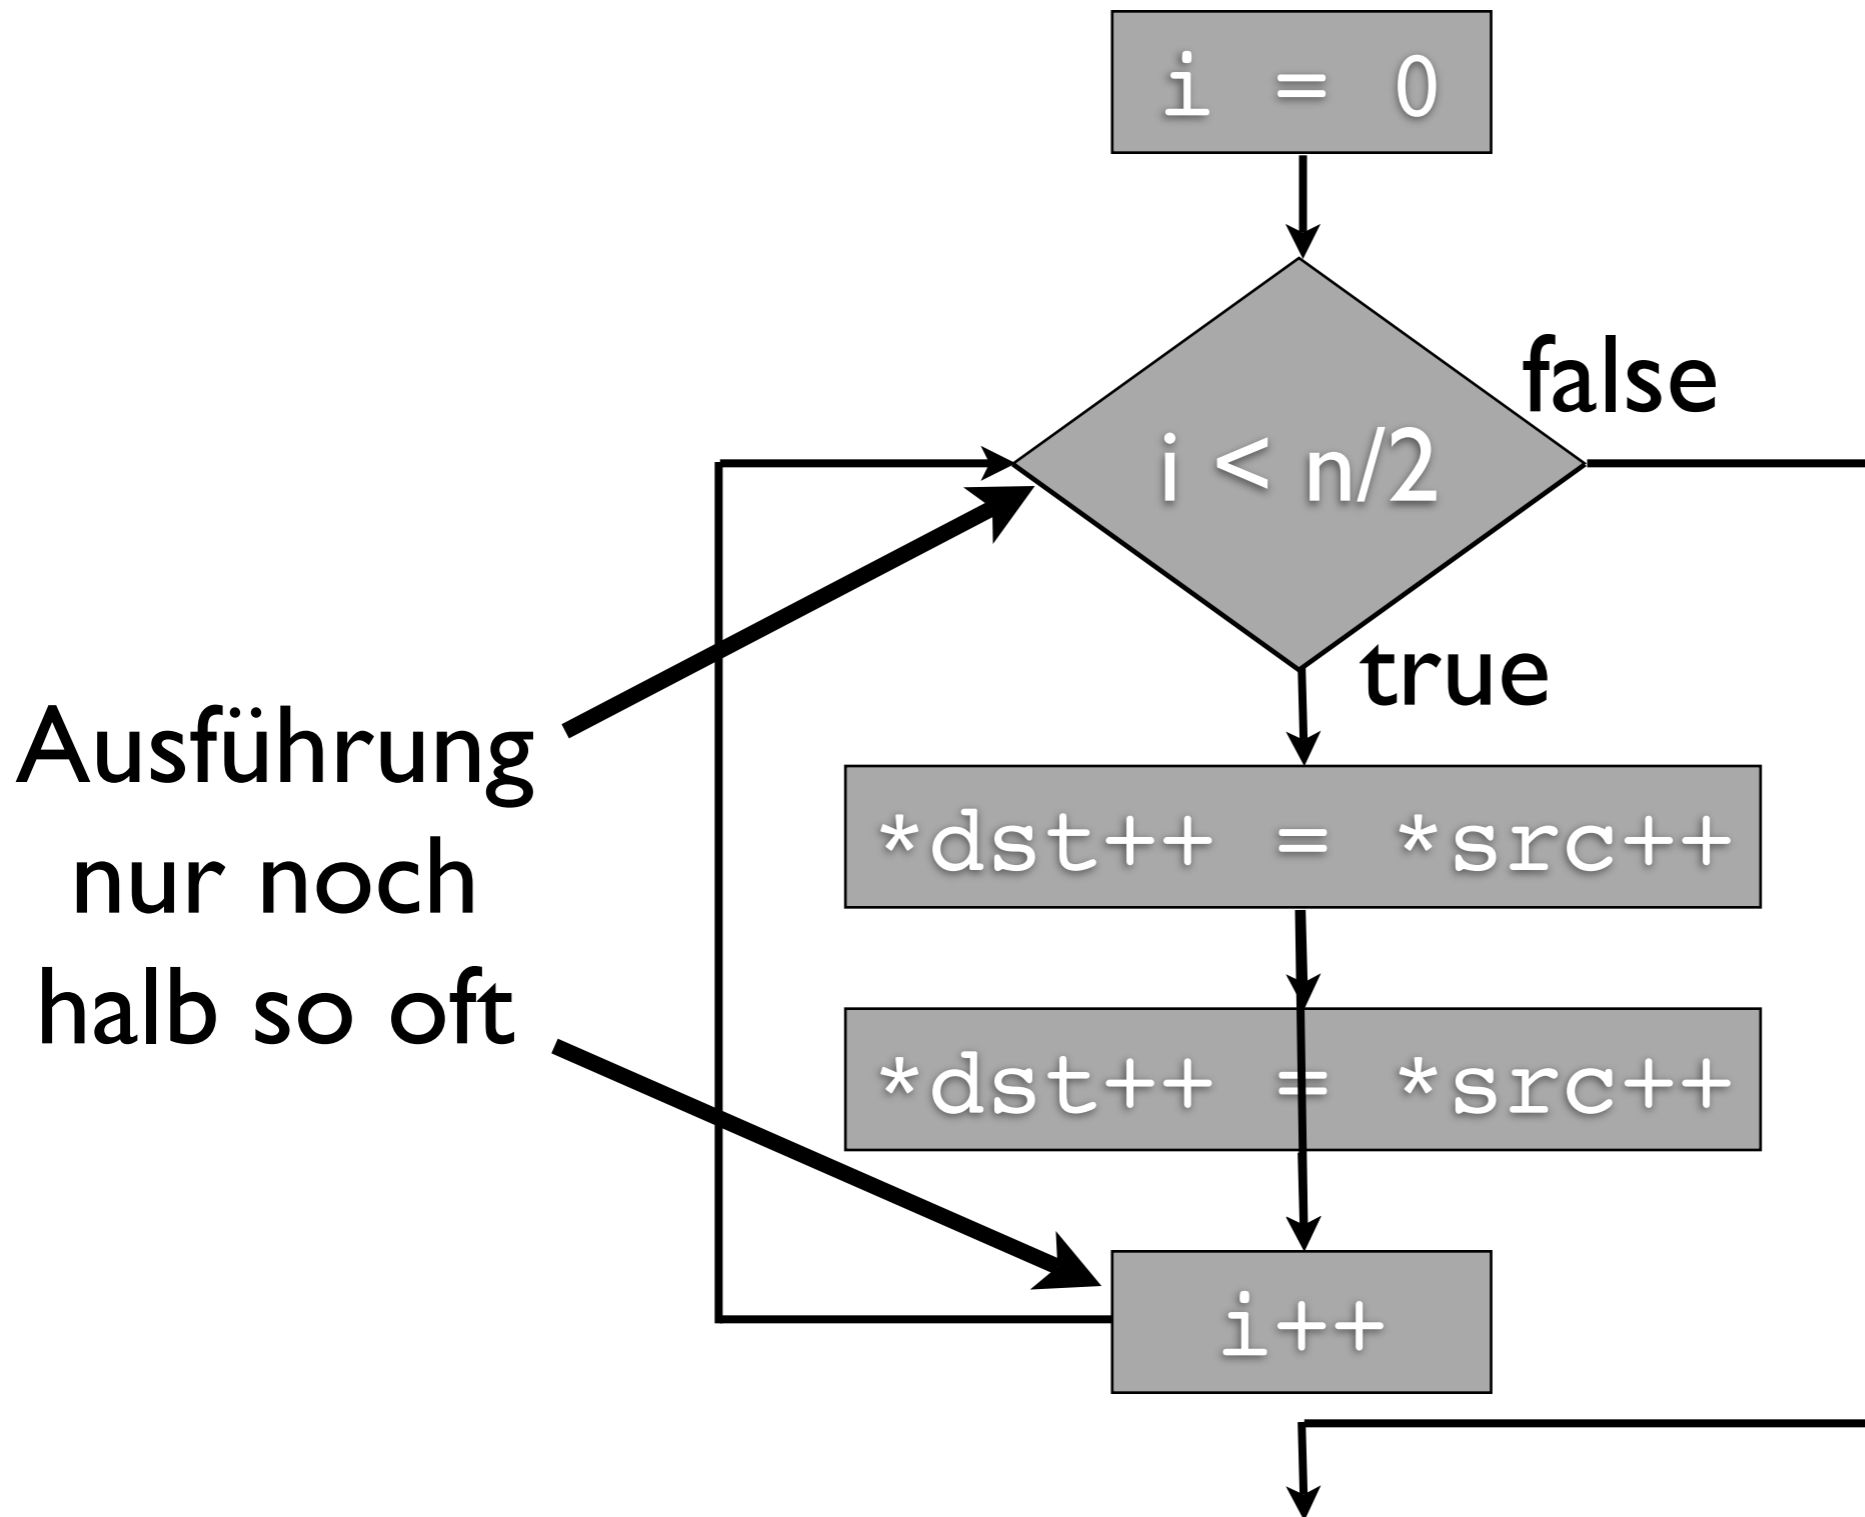 i = 0
false
i < n/2
true
Ausführung
nur noch
halb so oft
*dst++ = *src++
*dst++ = *src++
i++